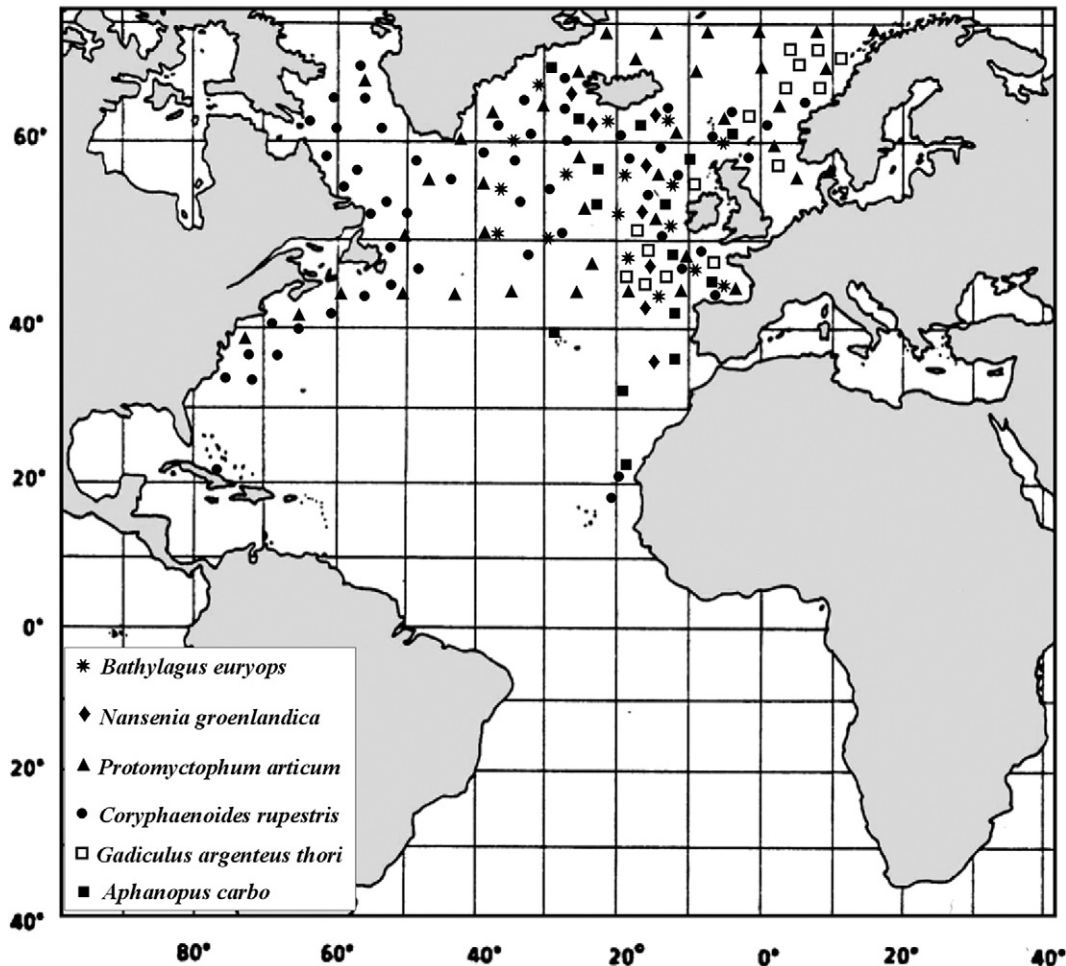 60°
40°
20°
0°
20°
40°
Bathylagus euryops
Nansenia groenlandica
Protomyctophum articum
Coryphaenoides rupestris
Gadiculus argenteus thori
Aphanopus carbo
80° 60° 40° 20° 0° 20° 40°